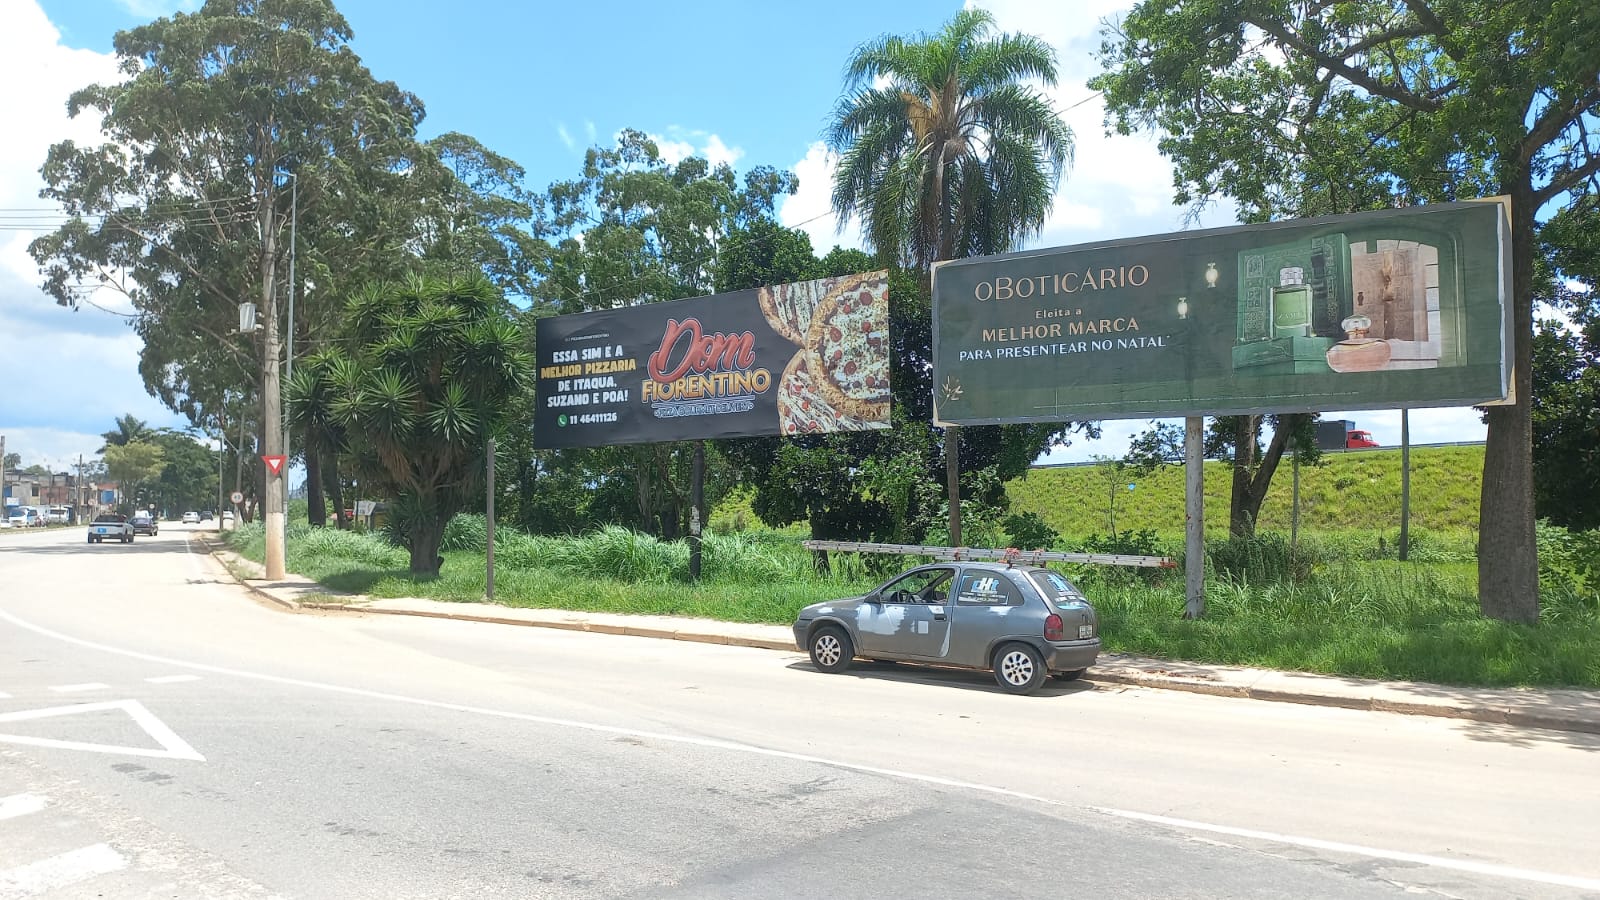 ESSA SIM É A
MELHOR PIZZARIA
DE ITAQUA,
SUZANO E POA!
11 46411126
Dom
FIORENTINO
oBOTICÁRIO
Eleita a
MELHOR MARCA
PARA PRESENTEAR NO NATAL*